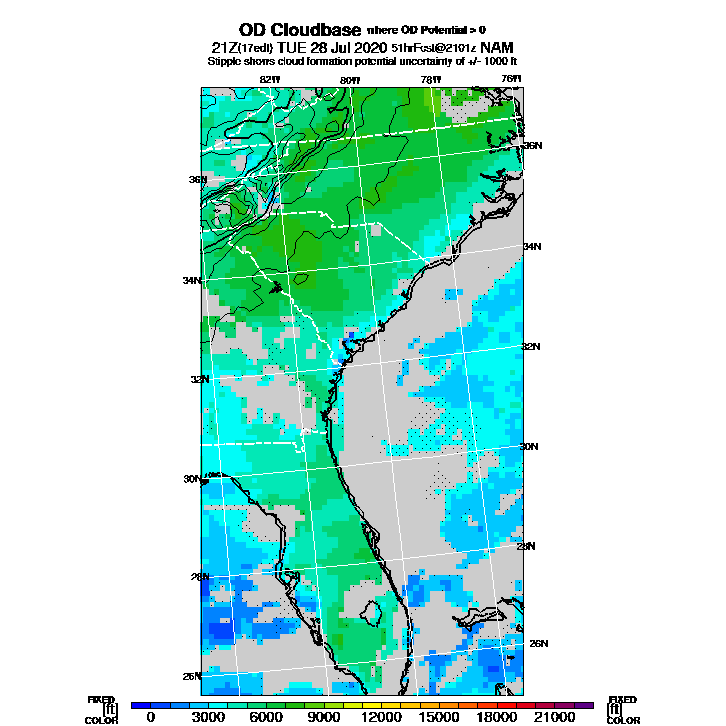 OD Cloudbase where OD Potential > 0
21Z(17edt) TUE 28 Jul 2020 51hrFcst@2101z NAM
Stipple shows cloud formation potential uncertainty of +/- 1000 ft
82W 80W 78W 76W
36N
36N
34N
34N
32N
32N
30N
30N
28N
28N
26N
26N
FIXED FIXED
[ft] [ft]
COLOR COLOR
0 3000 6000 9000 12000 15000 18000 21000